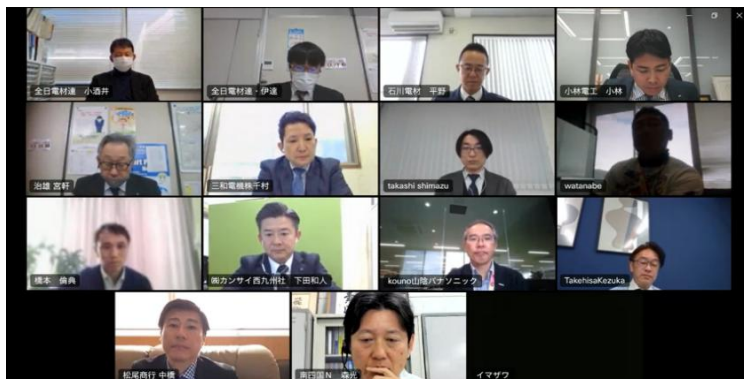 全日電材連 小酒井
全日電材連・伊達
石川電材 平野
小林電工 小林
治雄 宮軒
三和電機㈱千村
takashi shimazu
watanabe
橋本 倫典
㈱カンサイ西九州社 下田和人
kouno山陰パナソニック
TakehisaKezuka
松尾商行 中橋
南四国N 森光
イマザワ